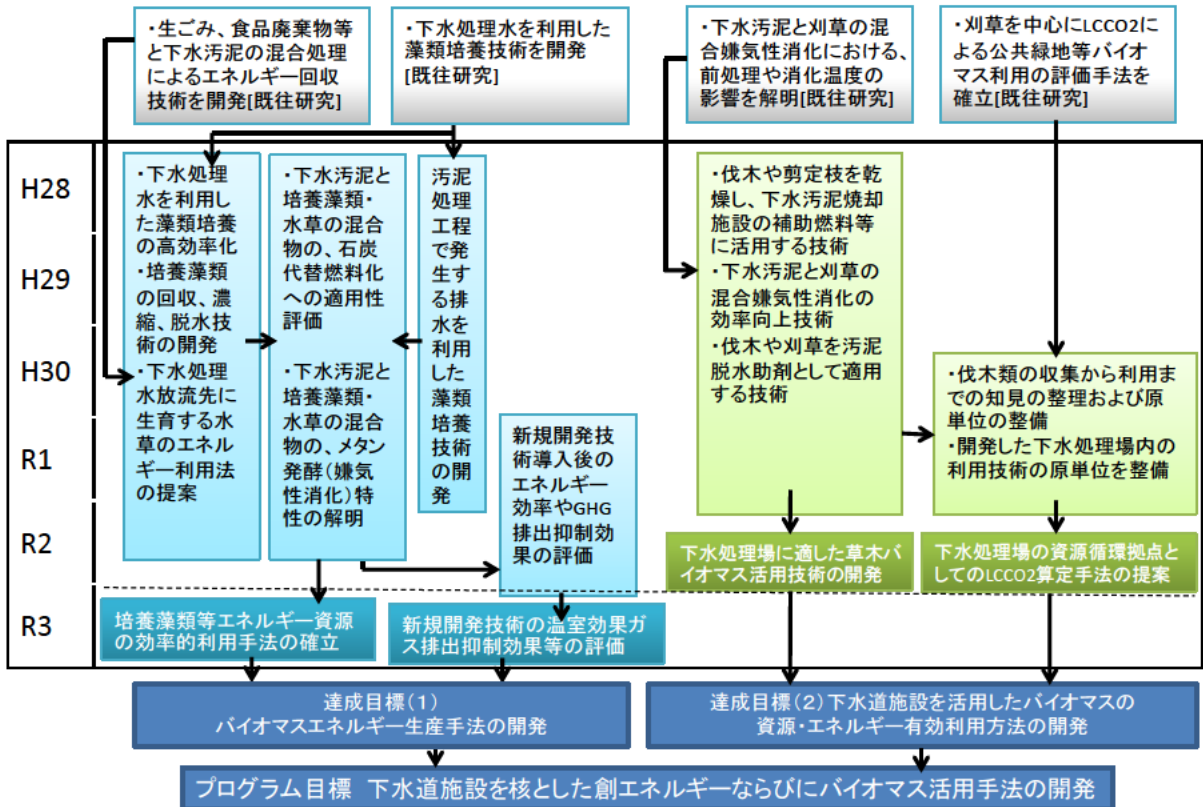 ・生ごみ、食品廃棄物等
と下水汚泥の混合処理
によるエネルギー回収
技術を開発[既往研究]
・下水処理水を利用した
藻類培養技術を開発
[既往研究]
・下水汚泥と刈草の混
合嫌気性消化における、
前処理や消化温度の
影響を解明[既往研究]
・刈草を中心にLCCO2に
よる公共緑地等バイオ
マス利用の評価手法を
確立[既往研究]
H28
H29
H30
R1
R2
R3
・下水処理
水を利用し
た藻類培養
の高効率化
・培養藻類
の回収、濃
縮、脱水技
術の開発
・下水処理
水放流先に
生育する水
草のエネル
ギー利用法
の提案
・下水汚泥と
培養藻類・
水草の混合
物の、石炭
代替燃料化
への適用性
評価
・下水汚泥と
培養藻類・
水草の混合
物の、メタン
発酵(嫌気
性消化)特
性の解明
汚泥
処理
工程
で発
生す
る排
水を
利用
した
藻類
培養
技術
の開
発
新規開発技
術導入後の
エネルギー
効率やGHG
排出抑制効
果の評価
・伐木や剪定枝を乾
燥し、下水汚泥焼却
施設の補助燃料等
に活用する技術
・下水汚泥と刈草の
混合嫌気性消化の
効率向上技術
・伐木や刈草を汚泥
脱水助剤として適用
する技術
・伐木類の収集から利用ま
での知見の整理および原
単位の整備
・開発した下水処理場内の
利用技術の原単位を整備
下水処理場に適した草木バ
イオマス活用技術の開発
下水処理場の資源循環拠点と
してのLCCO2算定手法の提案
培養藻類等エネルギー資源
の効率的利用手法の確立
新規開発技術の温室効果ガ
ス排出抑制効果等の評価
達成目標(1)
バイオマスエネルギー生産手法の開発
達成目標(2)下水道施設を活用したバイオマスの
資源・エネルギー有効利用方法の開発
プログラム目標 下水道施設を核とした創エネルギーならびにバイオマス活用手法の開発